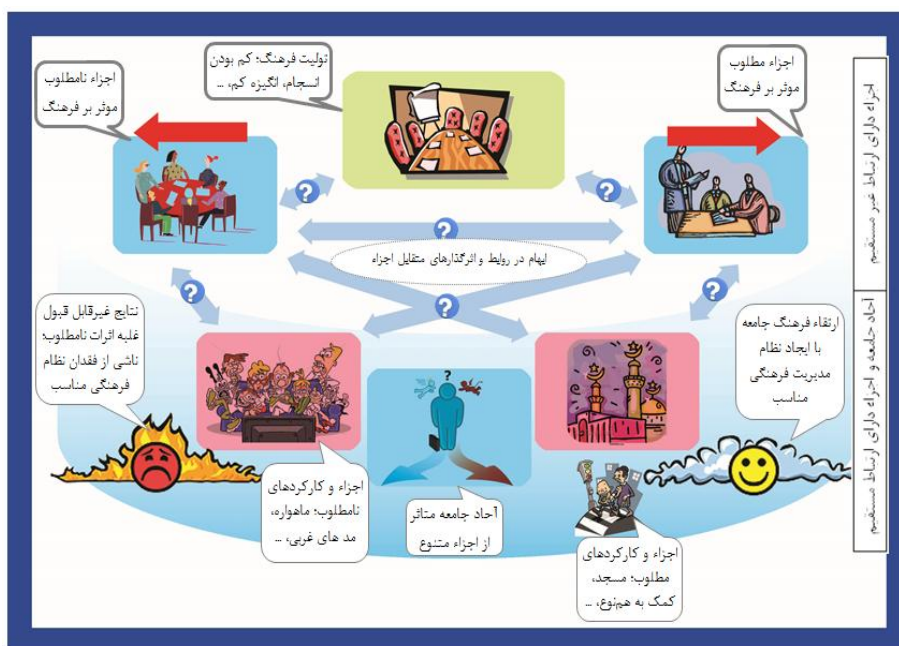 اجزاء مطلوب
موثر بر فرهنگ
تولیت فرهنگ؛ کم بودن
انسجام، انگیزه کم، ...
اجزاء نامطلوب
موثر بر فرهنگ
?
?
?
ابهام در روابط و اثرگذارهای متقابل اجزاء
?
?
?
اجزاء دارای ارتباط غیر مستقیم
آحاد جامعه و اجزاء دارای ارتباط مستقیم
ارتقاء فرهنگ جامعه
با ایجاد نظام
مدیریت فرهنگی
مناسب
نتایج غیرقابل قبول
غلبه اثرات نامطلوب؛
ناشی از فقدان نظام
فرهنگی مناسب
?
اجزاء و کارکردهای
مطلوب؛ مسجد،
کمک به هم‌نوع، ...
آحاد جامعه متاثر
از اجزاء متنوع
اجزاء و کارکردهای
نامطلوب؛ ماهواره،
مد های غربی، ...